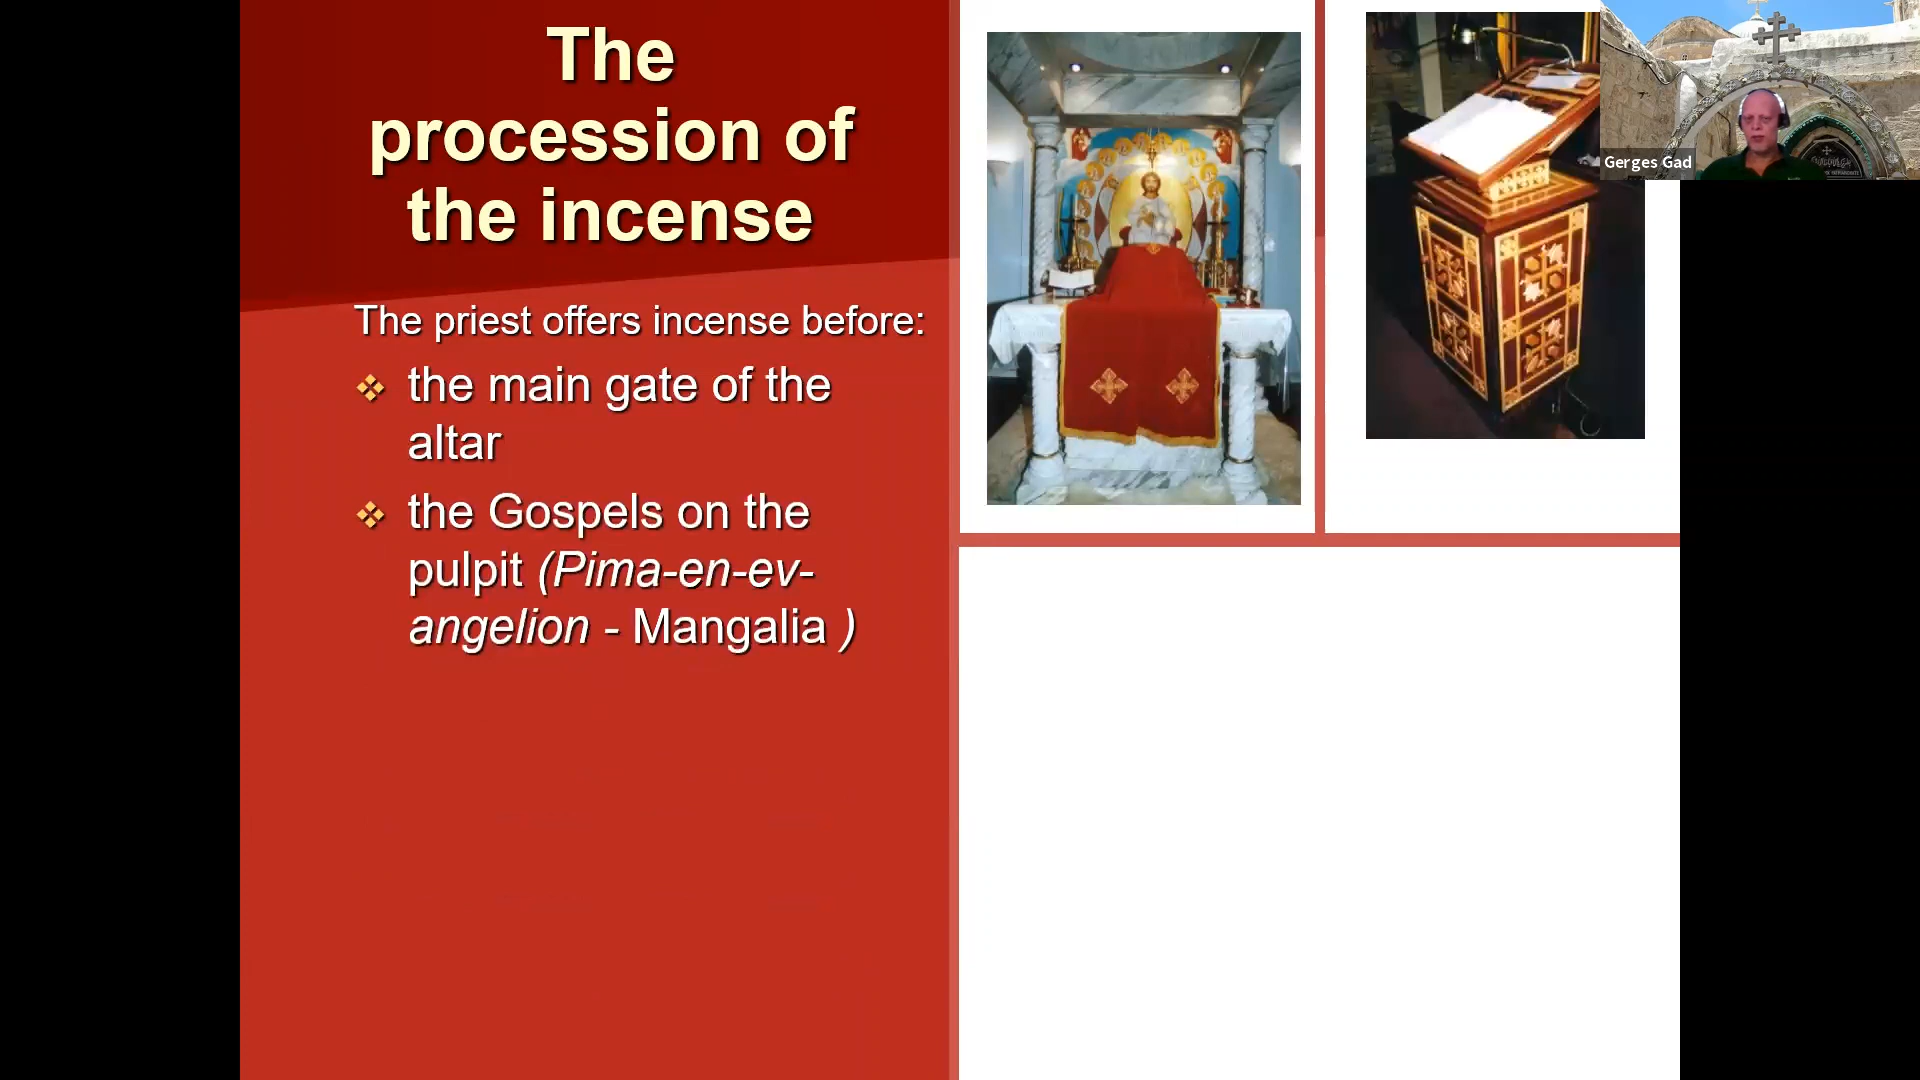 The
procession of
the incense
The priest offers incense before:
❖ the main gate of the
altar
❖ the Gospels on the
pulpit (Pima-en-ev-
angelion - Mangalia )
Gerges Gad